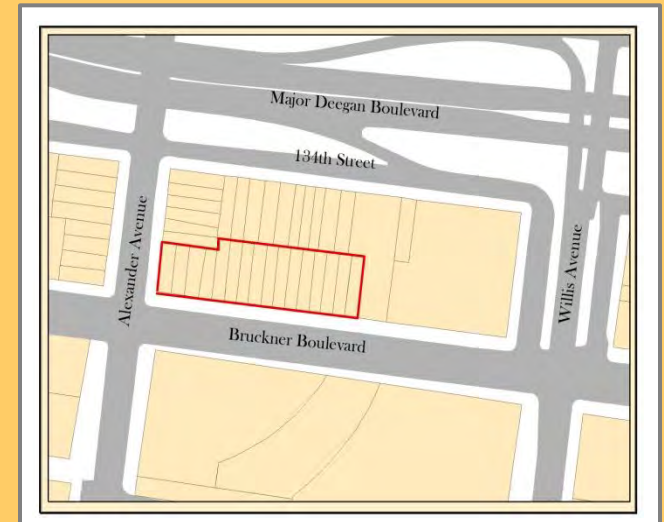 Major Deegan Boulevard
134th Street
Alexander Avenue
Willis Avenue
Bruckner Boulevard